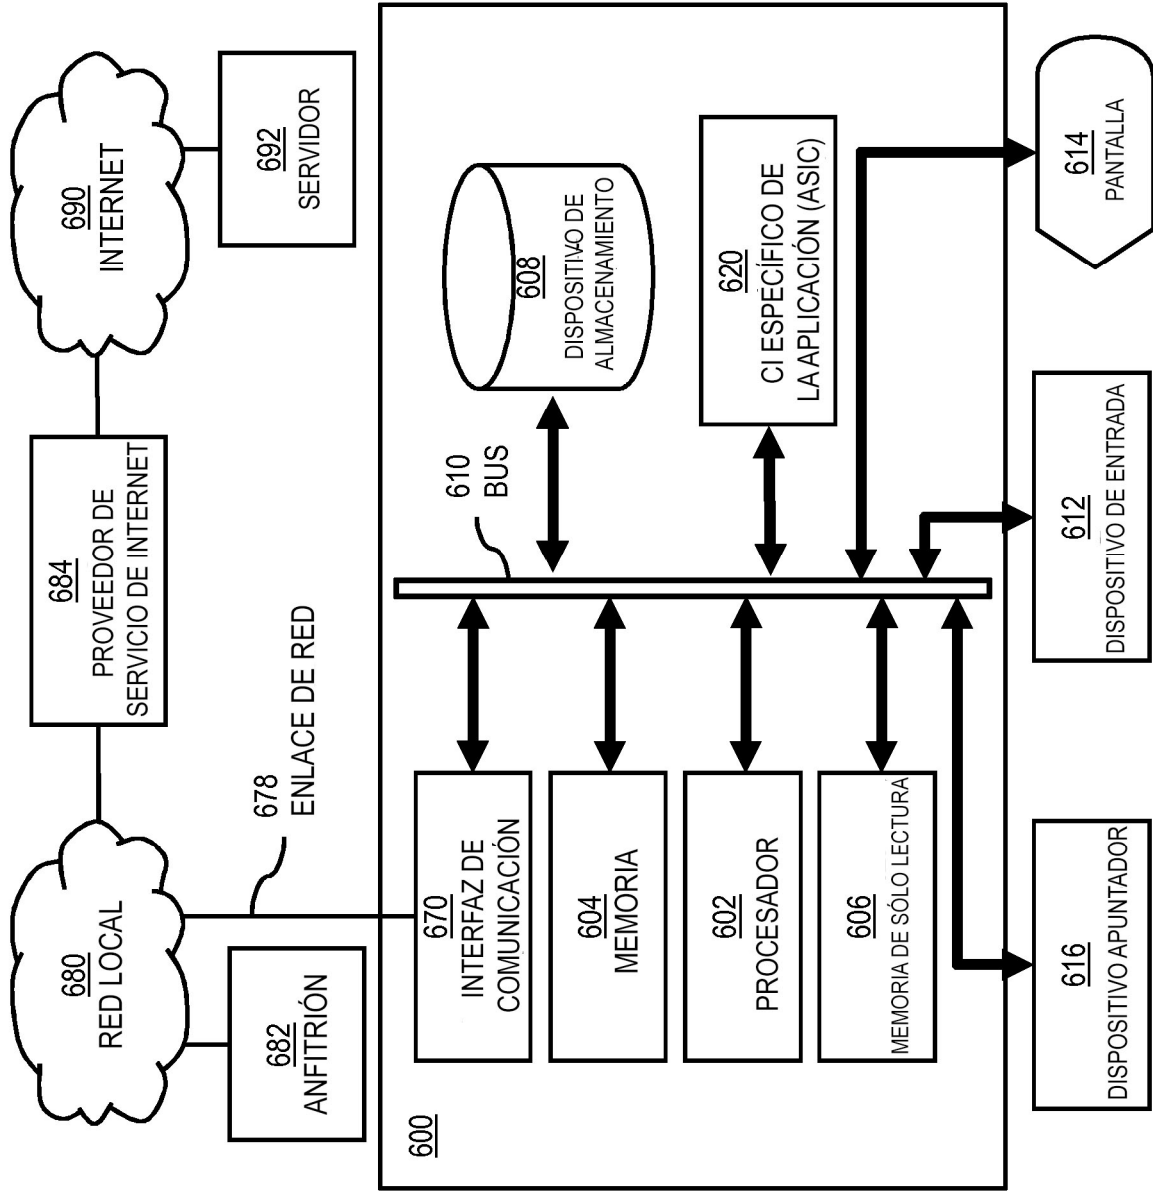 600
682
ANFITRIÓN
680
RED LOCAL
678
ENLACE DE RED
684
PROVEEDOR DE
SERVICIO DE INTERNET
690
INTERNET
692
SERVIDOR
670
INTERFAZ DE
COMUNICACIÓN
604
MEMORIA
602
PROCESADOR
606
MEMORIA DE SÓLO LECTURA
610
BUS
608
DISPOSITIVO DE
ALMACENAMIENTO
620
CI ESPECÍFICO DE
LA APLICACIÓN (ASIC)
616
DISPOSITIVO APUNTADOR
612
DISPOSITIVO DE ENTRADA
614
PANTALLA